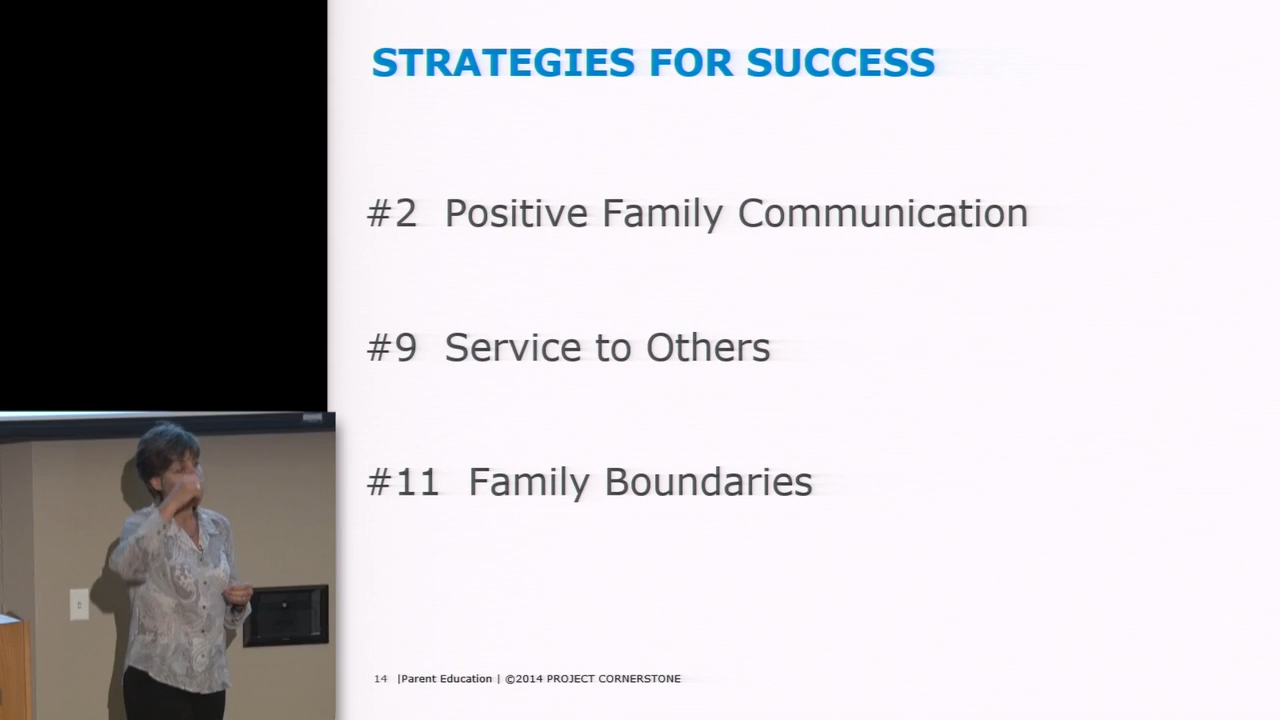 STRATEGIES FOR SUCCESS
#2 Positive Family Communication
#9 Service to Others
#11 Family Boundaries
14 |Parent Education | ©2014 PROJECT CORNERSTONE